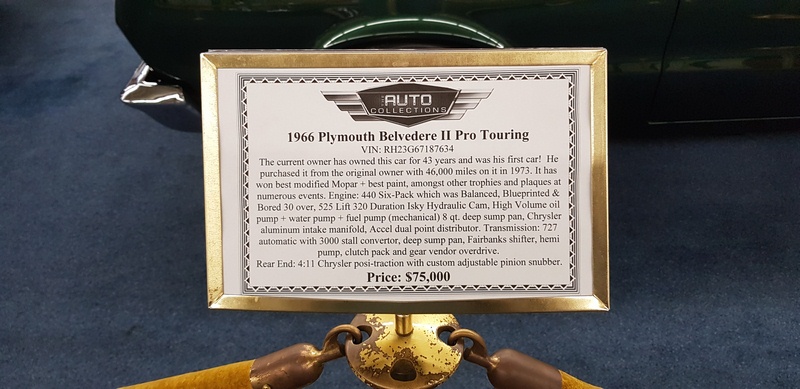 THE
AUTO
COLLECTIONS
1966 Plymouth Belvedere II Pro Touring
VIN: RH23G67187634
The current owner has owned this car for 43 years and was his first car! He
purchased it from the original owner with 46,000 miles on it in 1973. It has
won best modified Mopar + best paint, amongst other trophies and plaques at
numerous events. Engine: 440 Six-Pack which was Balanced, Blueprinted &
Bored 30 over, 525 Lift 320 Duration Isky Hydraulic Cam, High Volume oil
pump + water pump + fuel pump (mechanical) 8 qt. deep sump pan, Chrysler
aluminum intake manifold, Accel dual point distributor. Transmission: 727
automatic with 3000 stall convertor, deep sump pan, Fairbanks shifter, hemi
pump, clutch pack and gear vendor overdrive.
Rear End: 4:11 Chrysler posi-traction with custom adjustable pinion snubber.
Price: $75,000